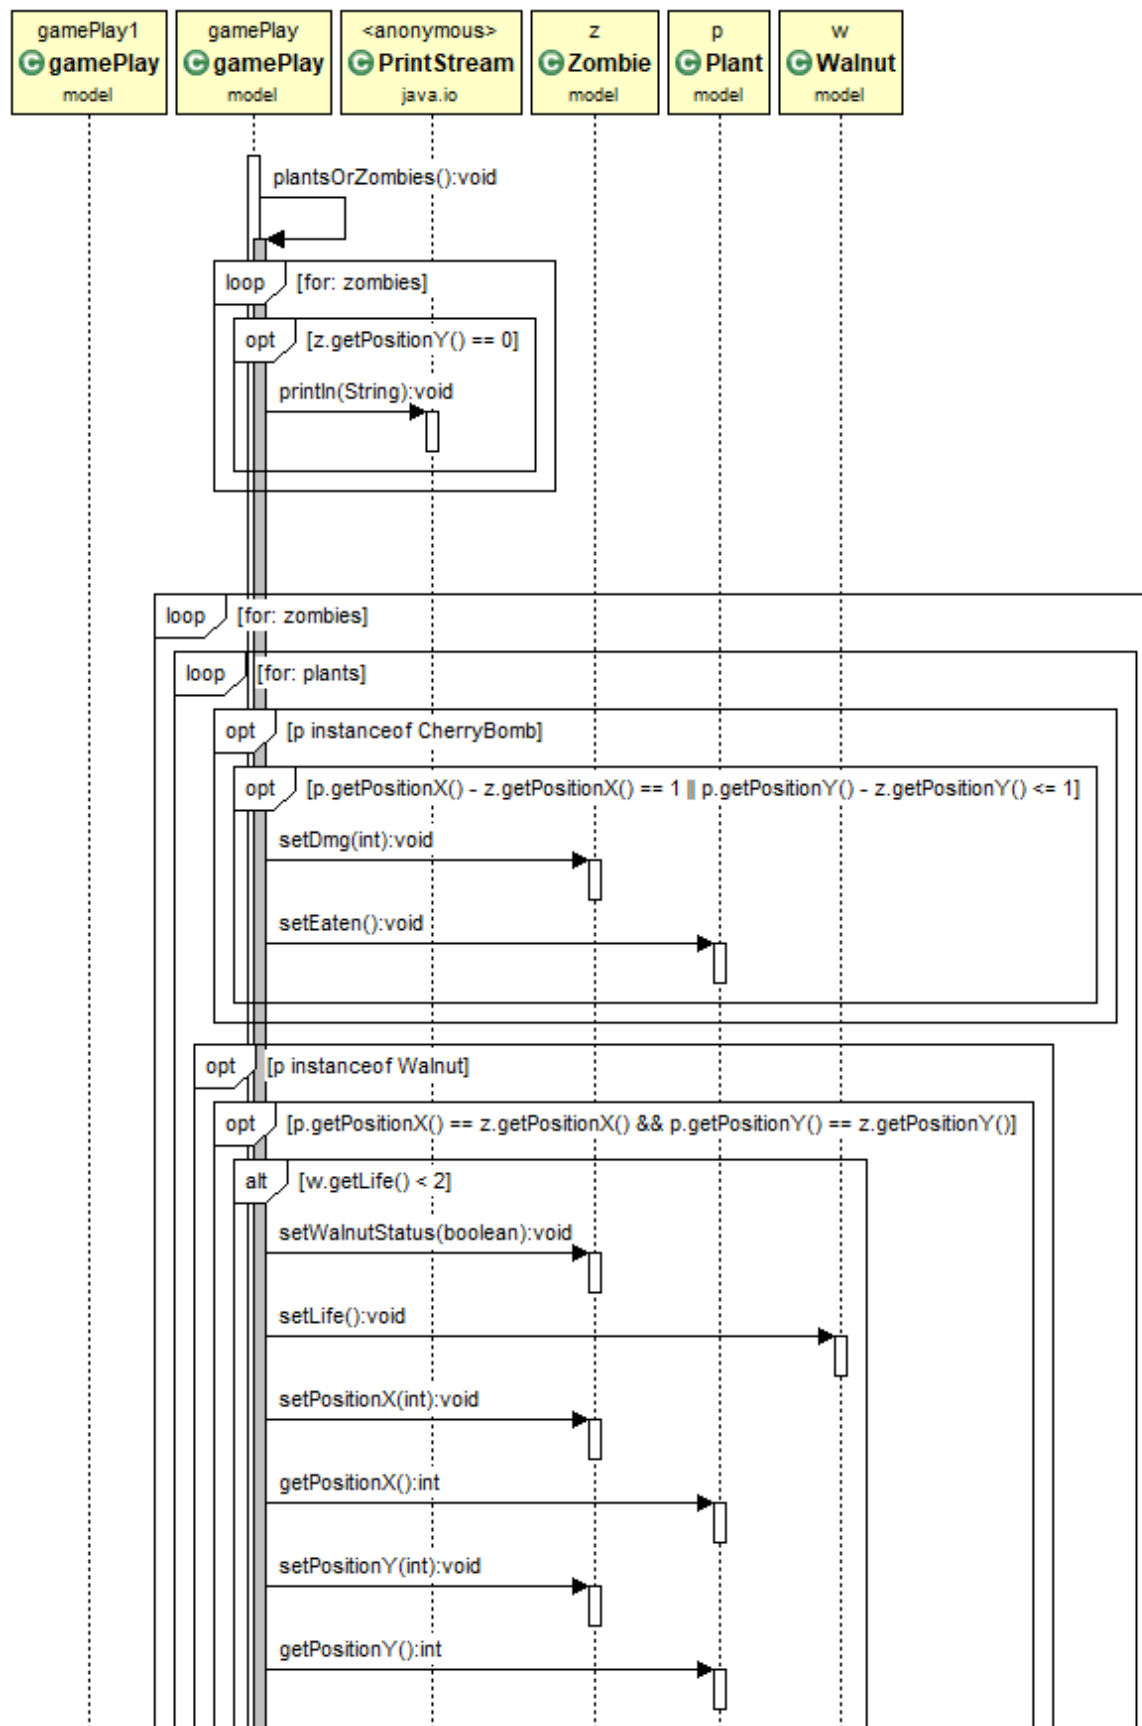 gamePlay1
C gamePlay
model
gamePlay
C gamePlay
model
<anonymous>
C PrintStream
java.io
z
C Zombie
model
p
C Plant
model
w
C Walnut
model
plantsOrZombies():void
loop [for: zombies]
opt [z.getPositionY() == 0]
println(String):void
loop [for: zombies]
loop [for: plants]
opt [p instanceof CherryBomb]
opt [p.getPositionX() - z.getPositionX() == 1 || p.getPositionY() - z.getPositionY() <= 1]
setDmg(int):void
setEaten():void
opt [p instanceof Walnut]
opt [p.getPositionX() == z.getPositionX() && p.getPositionY() == z.getPositionY()]
alt [w.getLife() < 2]
setWalnutStatus(boolean):void
setLife():void
setPositionX(int):void
getPositionX():int
setPositionY(int):void
getPositionY():int